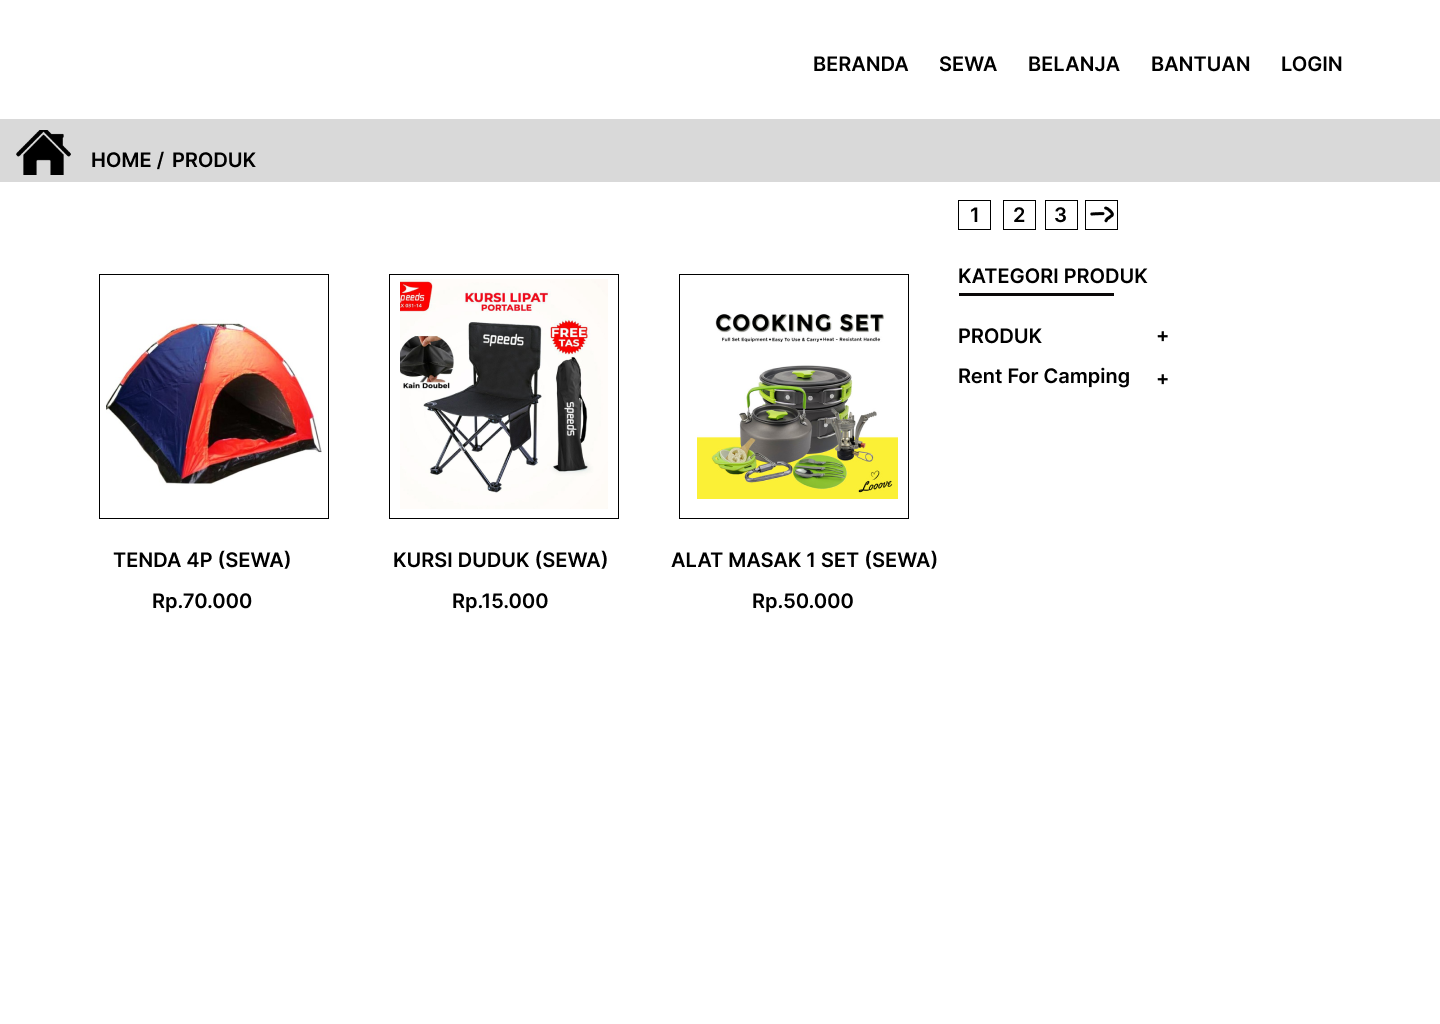 BERANDA SEWA BELANJA BANTUAN LOGIN
HOME / PRODUK
1 2 3
KATEGORI PRODUK
PRODUK +
Rent For Camping +
peeds
X 031-14
KURSI LIPAT
PORTABLE
speeds
FREE
TAS
Kain Doubel
speeds
COOKING SET
Full Set Equipment•Easy To Use & Carry•Heat - Resistant Handle
Looove
TENDA 4P (SEWA)
KURSI DUDUK (SEWA)
ALAT MASAK 1 SET (SEWA)
Rp.70.000
Rp.15.000
Rp.50.000